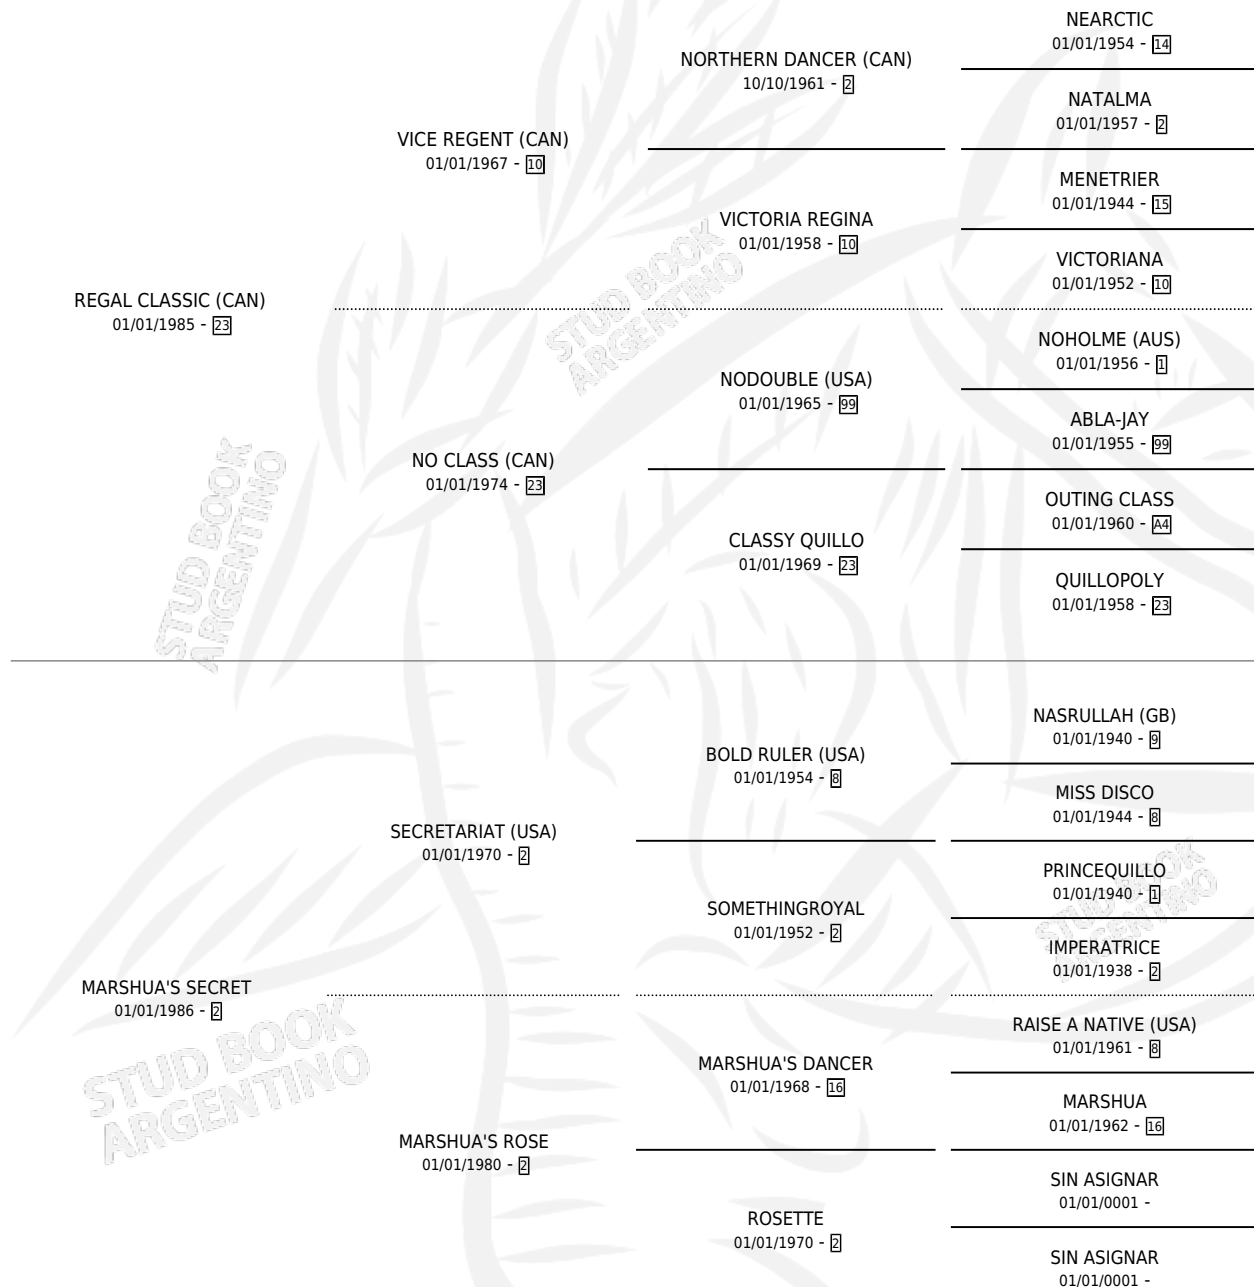 NEARCTIC
01/01/1954 - 14
NORTHERN DANCER (CAN)
10/10/1961 - 2
NATALMA
01/01/1957 - 2
VICE REGENT (CAN)
01/01/1967 - 10
MENETRIER
01/01/1944 - 15
VICTORIA REGINA
01/01/1958 - 10
VICTORIANA
01/01/1952 - 10
REGAL CLASSIC (CAN)
01/01/1985 - 23
NOHOLME (AUS)
01/01/1956 - 1
NODOUBLE (USA)
01/01/1965 - 99
ABLA-JAY
01/01/1955 - 99
NO CLASS (CAN)
01/01/1974 - 23
OUTING CLASS
01/01/1960 - A4
CLASSY QUILLO
01/01/1969 - 23
QUILLOPOLY
01/01/1958 - 23
NASRULLAH (GB)
01/01/1940 - 9
BOLD RULER (USA)
01/01/1954 - 8
MISS DISCO
01/01/1944 - 8
SECRETARIAT (USA)
01/01/1970 - 2
PRINCEQUILLO
01/01/1940 - 1
SOMETHINGROYAL
01/01/1952 - 2
IMPERATRICE
01/01/1938 - 2
MARSHUA'S SECRET
01/01/1986 - 2
RAISE A NATIVE (USA)
01/01/1961 - 8
MARSHUA'S DANCER
01/01/1968 - 16
MARSHUA
01/01/1962 - 16
MARSHUA'S ROSE
01/01/1980 - 2
SIN ASIGNAR
01/01/0001 -
ROSETTE
01/01/1970 - 2
SIN ASIGNAR
01/01/0001 -
STUD BOOK
ARGENTINO
STUD BOOK
ARGENTINO
STUD BOOK
ARGENTINO
STUD BOOK
ARGENTINO